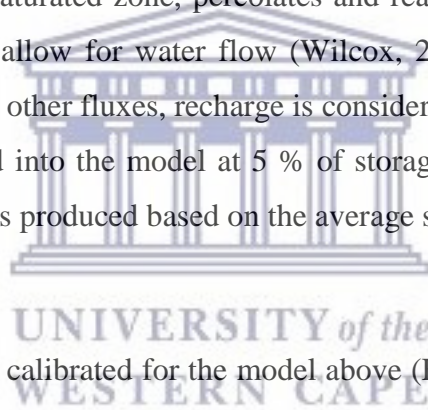 aturated zone, percolates and rea
allow for water flow (Wilcox, 2
other fluxes, recharge is consider
d into the model at 5 % of storag
s produced based on the average s
UNIVERSITY of the
calibrated for the model above (
WESTERN CAPE